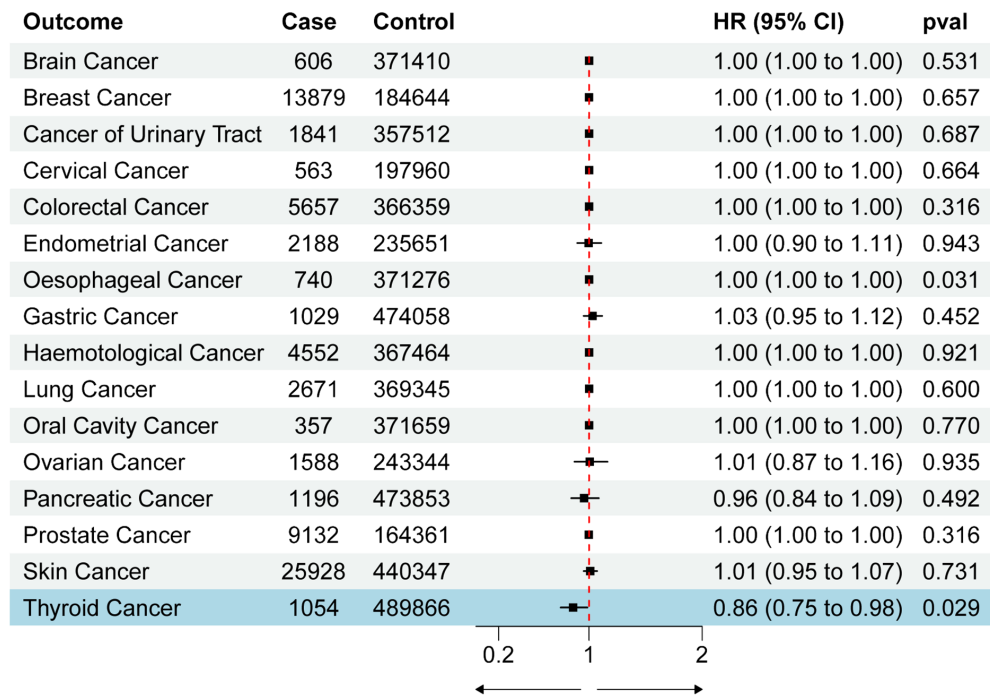 Outcome Case Control HR (95% CI) pval
Brain Cancer 606 371410 1.00 (1.00 to 1.00) 0.531
Breast Cancer 13879 184644 1.00 (1.00 to 1.00) 0.657
Cancer of Urinary Tract 1841 357512 1.00 (1.00 to 1.00) 0.687
Cervical Cancer 563 197960 1.00 (1.00 to 1.00) 0.664
Colorectal Cancer 5657 366359 1.00 (1.00 to 1.00) 0.316
Endometrial Cancer 2188 235651 1.00 (0.90 to 1.11) 0.943
Oesophageal Cancer 740 371276 1.00 (1.00 to 1.00) 0.031
Gastric Cancer 1029 474058 1.03 (0.95 to 1.12) 0.452
Haemotological Cancer 4552 367464 1.00 (1.00 to 1.00) 0.921
Lung Cancer 2671 369345 1.00 (1.00 to 1.00) 0.600
Oral Cavity Cancer 357 371659 1.00 (1.00 to 1.00) 0.770
Ovarian Cancer 1588 243344 1.01 (0.87 to 1.16) 0.935
Pancreatic Cancer 1196 473853 0.96 (0.84 to 1.09) 0.492
Prostate Cancer 9132 164361 1.00 (1.00 to 1.00) 0.316
Skin Cancer 25928 440347 1.01 (0.95 to 1.07) 0.731
Thyroid Cancer 1054 489866 0.86 (0.75 to 0.98) 0.029
0.2 1 2